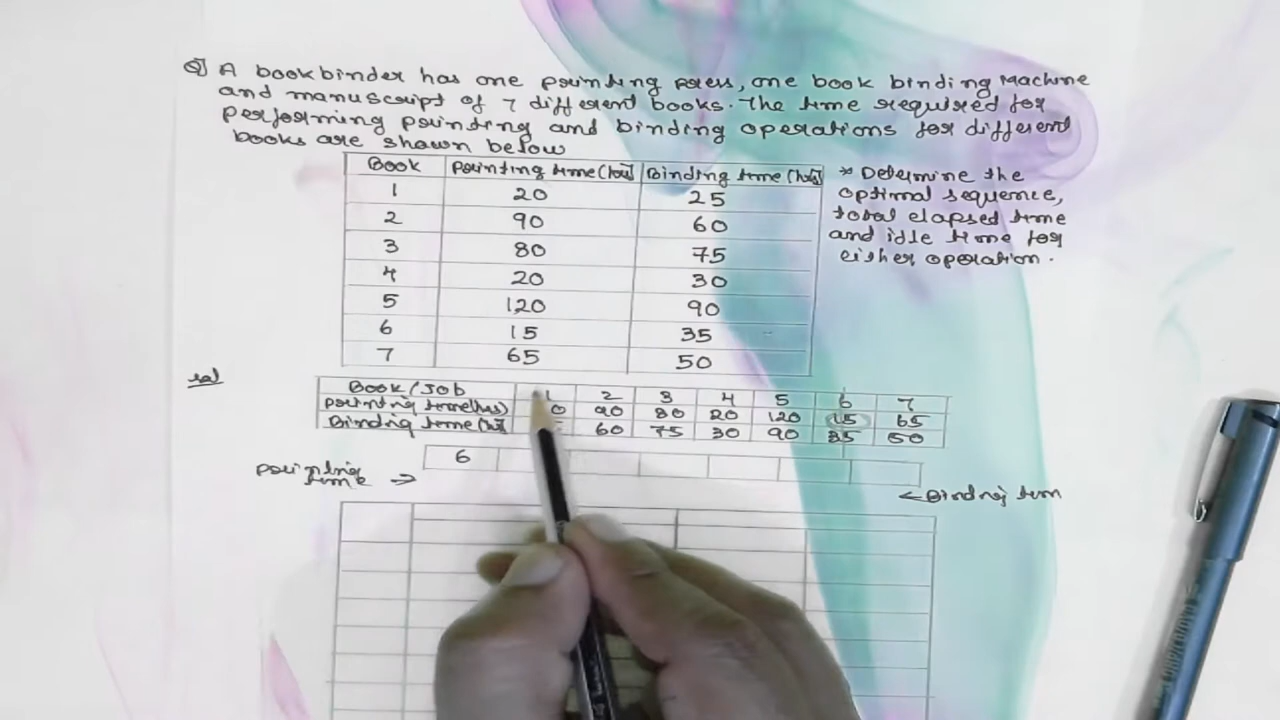 Q] A bookbinder has one printing press, one book binding Machine
and manuscript of 7 different books. The time required for
performing printing and binding operations for different
books are shown below
Book Printing time (hrs) Binding time (hrs)
1 20 25
2 90 60
3 80 75
4 20 30
5 120 90
6 15 35
7 65 50
* Determine the
optimal sequence,
total elapsed time
and idle time for
either operation.
sol
Book/Job 1 2 3 4 5 6 7
Printing time (hrs) 0 90 80 20 120 15 65
Binding time (hrs) 60 75 30 90 35 50
6
Printing
time →
← Binding tim